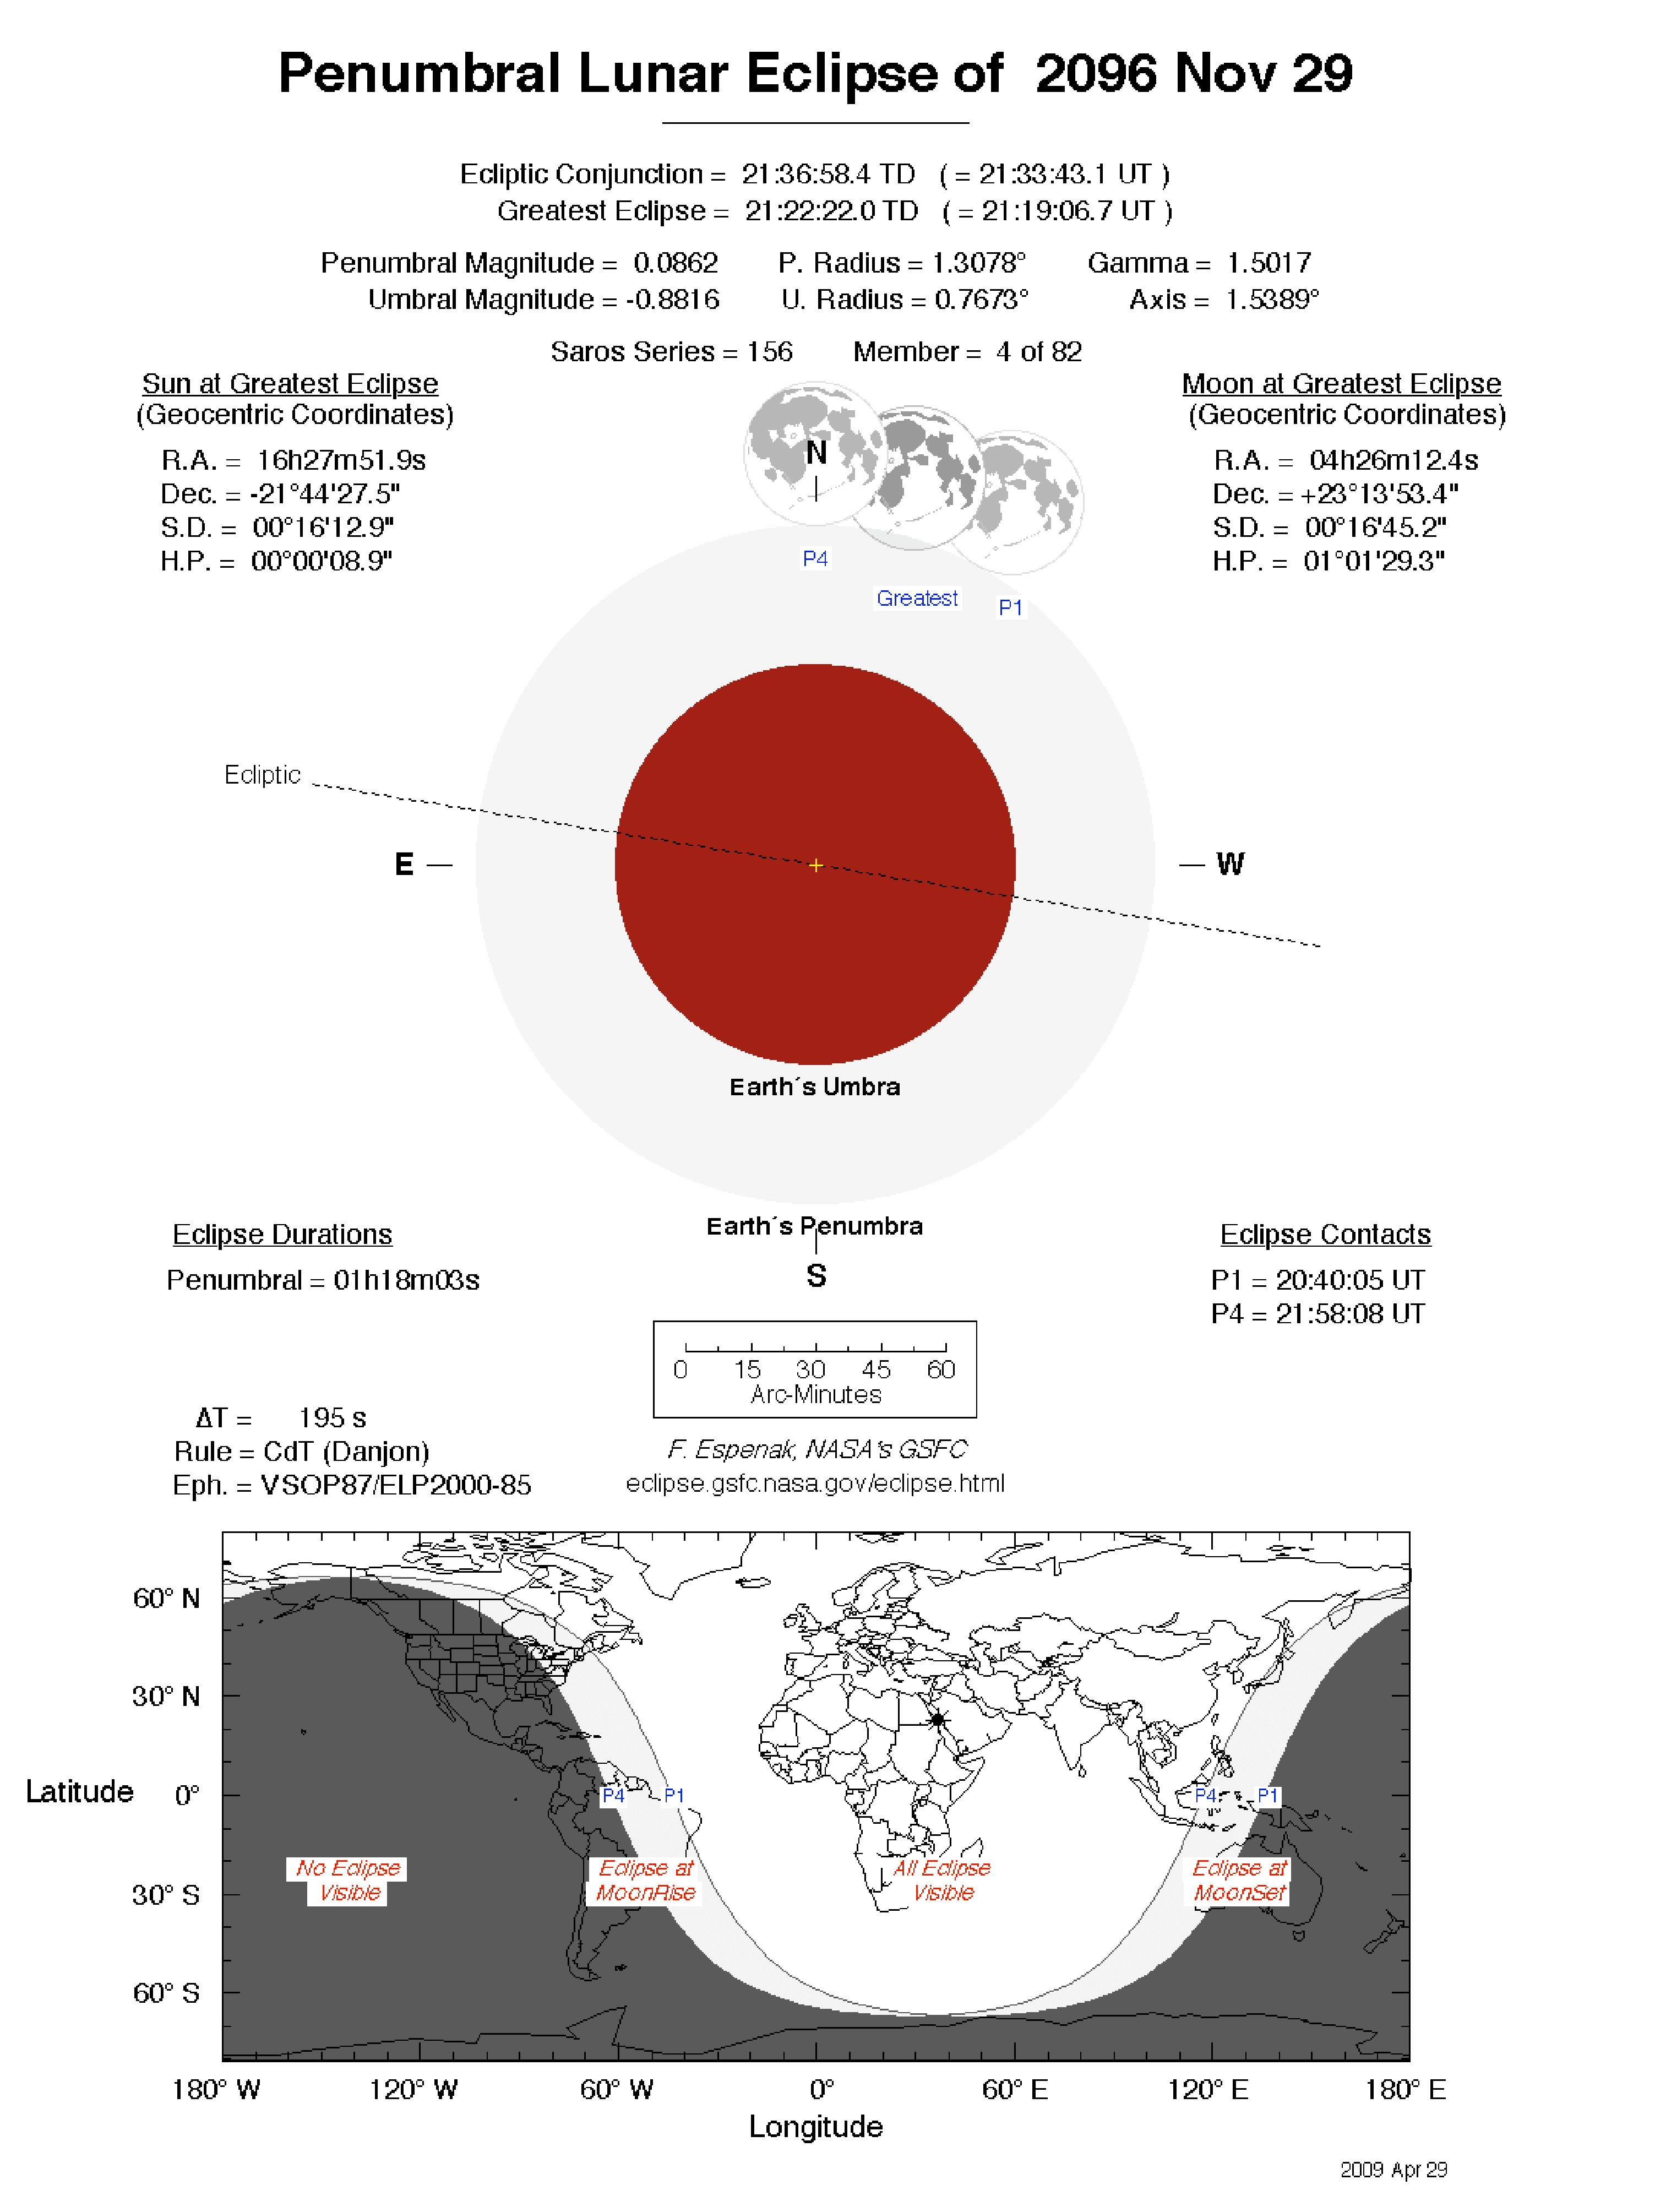 Penumbral Lunar Eclipse of 2096 Nov 29
Ecliptic Conjunction = 21:36:58.4 TD ( = 21:33:43.1 UT )
Greatest Eclipse = 21:22:22.0 TD ( = 21:19:06.7 UT )
Penumbral Magnitude = 0.0862 P. Radius = 1.3078° Gamma = 1.5017
Umbral Magnitude = -0.8816 U. Radius = 0.7673° Axis = 1.5389°
Saros Series = 156 Member = 4 of 82
Sun at Greatest Eclipse
(Geocentric Coordinates)
R.A. = 16h27m51.9s
Dec. = -21°44'27.5"
S.D. = 00°16'12.9"
H.P. = 00°00'08.9"
Moon at Greatest Eclipse
(Geocentric Coordinates)
R.A. = 04h26m12.4s
Dec. = +23°13'53.4"
S.D. = 00°16'45.2"
H.P. = 01°01'29.3"
N
P4
Greatest
P1
Ecliptic
E
W
Earth´s Umbra
Earth´s Penumbra
S
Eclipse Durations
Penumbral = 01h18m03s
Eclipse Contacts
P1 = 20:40:05 UT
P4 = 21:58:08 UT
0 15 30 45 60
Arc-Minutes
ΔT = 195 s
Rule = CdT (Danjon)
Eph. = VSOP87/ELP2000-85
F. Espenak, NASA's GSFC
eclipse.gsfc.nasa.gov/eclipse.html
60° N
30° N
Latitude 0°
30° S
60° S
P4 P1 P4 P1
No Eclipse
Visible
Eclipse at
MoonRise
All Eclipse
Visible
Eclipse at
MoonSet
180° W 120° W 60° W 0° 60° E 120° E 180° E
Longitude
2009 Apr 29